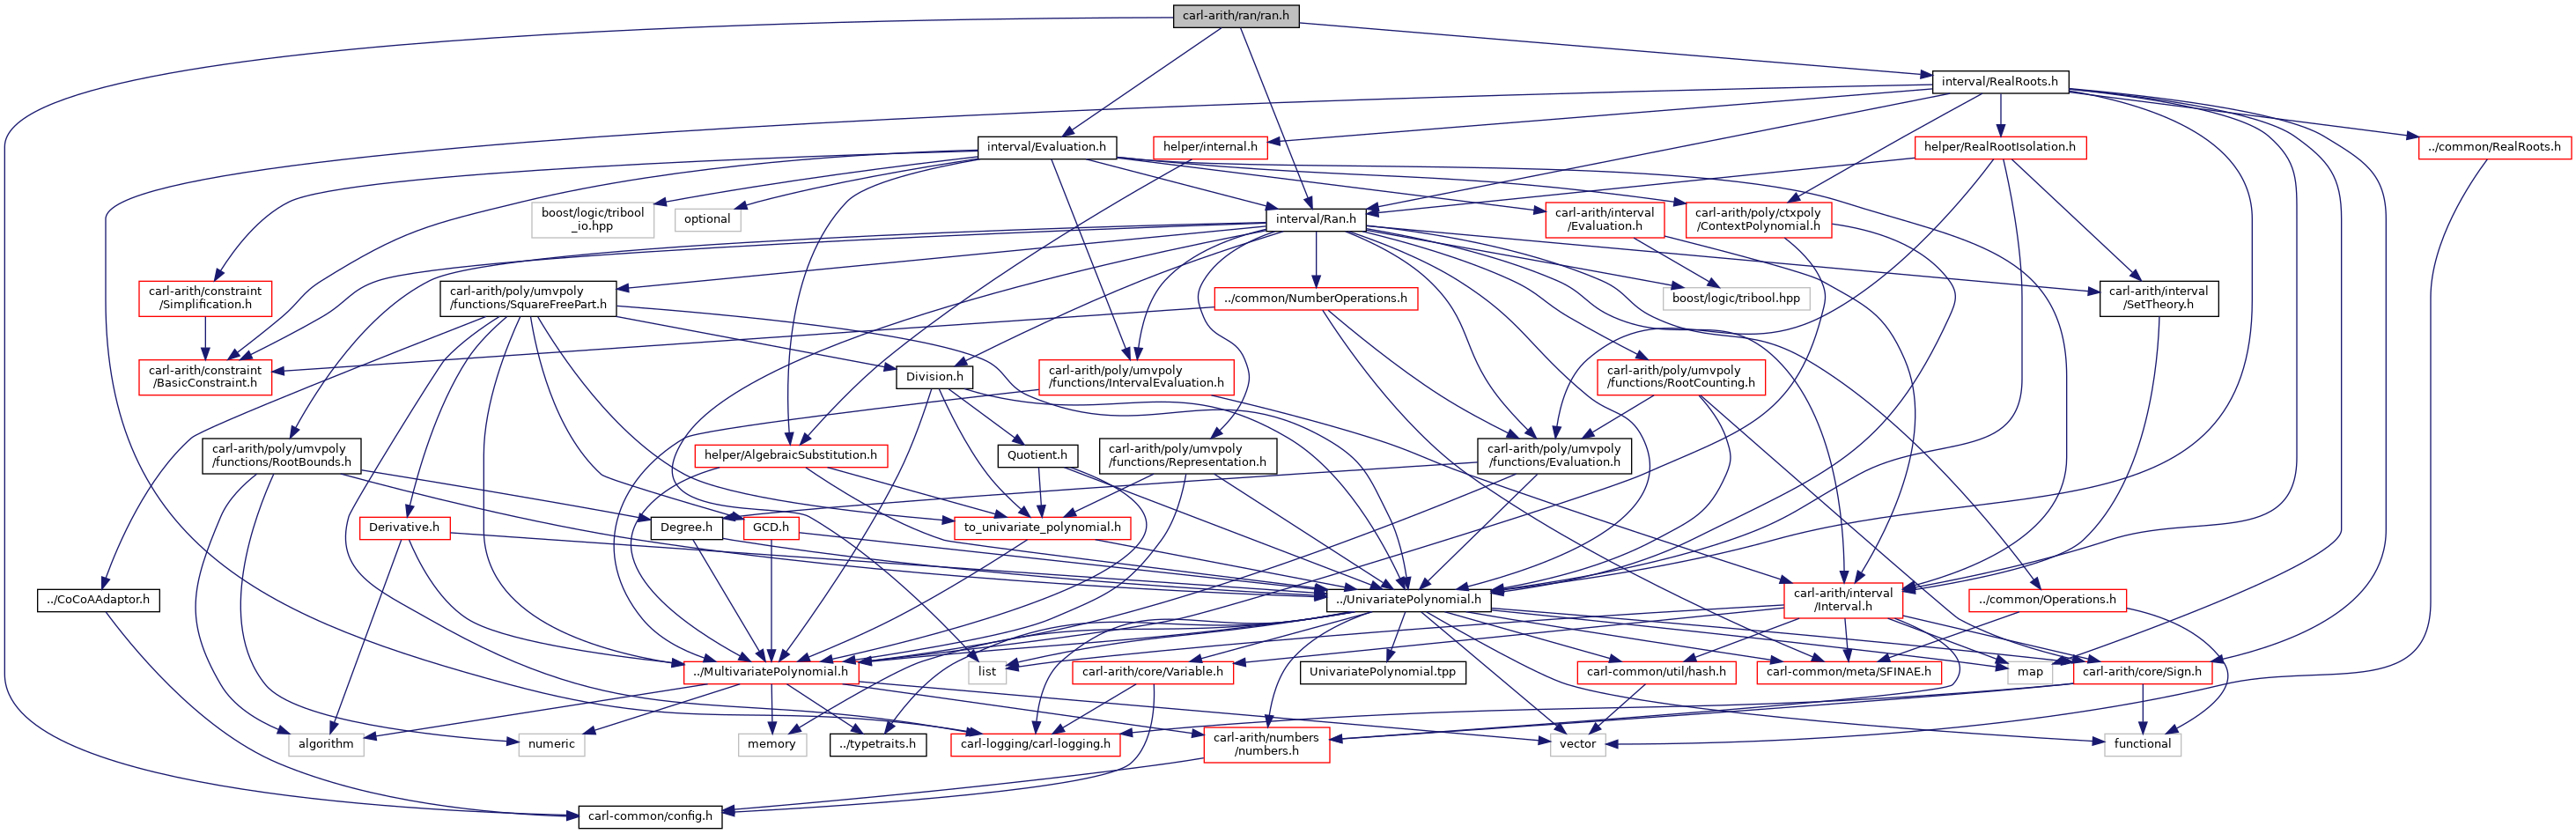 carl-arith/ran/ran.h
interval/RealRoots.h
interval/Evaluation.h
helper/internal.h
helper/RealRootIsolation.h
../common/RealRoots.h
boost/logic/tribool
_io.hpp
optional
interval/Ran.h
carl-arith/interval
/Evaluation.h
carl-arith/poly/ctxpoly
/ContextPolynomial.h
carl-arith/constraint
/Simplification.h
carl-arith/poly/umvpoly
/functions/SquareFreePart.h
../common/NumberOperations.h
boost/logic/tribool.hpp
carl-arith/interval
/SetTheory.h
carl-arith/constraint
/BasicConstraint.h
Division.h
carl-arith/poly/umvpoly
/functions/IntervalEvaluation.h
carl-arith/poly/umvpoly
/functions/RootCounting.h
carl-arith/poly/umvpoly
/functions/RootBounds.h
helper/AlgebraicSubstitution.h
Quotient.h
carl-arith/poly/umvpoly
/functions/Representation.h
carl-arith/poly/umvpoly
/functions/Evaluation.h
Derivative.h
Degree.h
GCD.h
to_univariate_polynomial.h
../CoCoAAdaptor.h
../UnivariatePolynomial.h
carl-arith/interval
/Interval.h
../common/Operations.h
../MultivariatePolynomial.h
list
carl-arith/core/Variable.h
UnivariatePolynomial.tpp
carl-common/util/hash.h
carl-common/meta/SFINAE.h
map
carl-arith/core/Sign.h
algorithm
numeric
memory
../typetraits.h
carl-logging/carl-logging.h
carl-arith/numbers
/numbers.h
vector
functional
carl-common/config.h